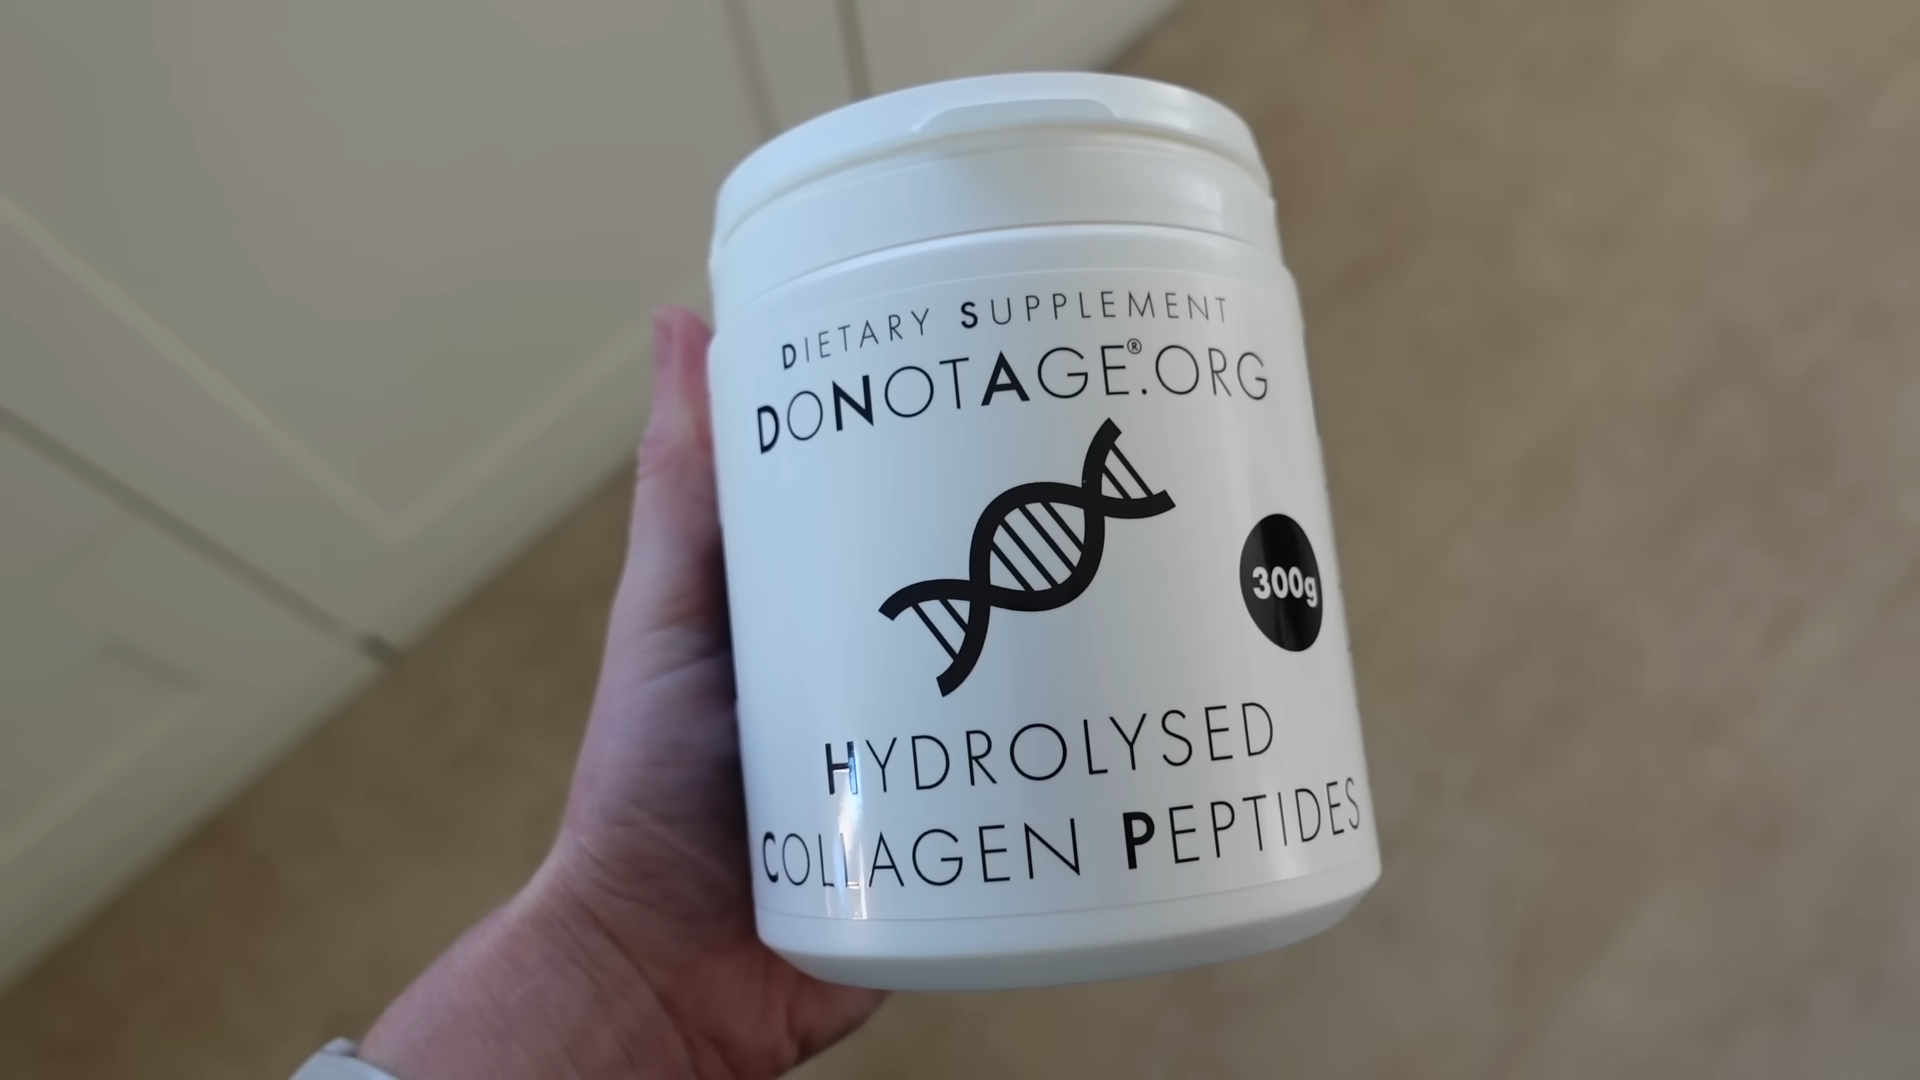 DIETARY SUPPLEMENT
DONOTAGE®.ORG
300g
HYDROLYSED
COLLAGEN PEPTIDES